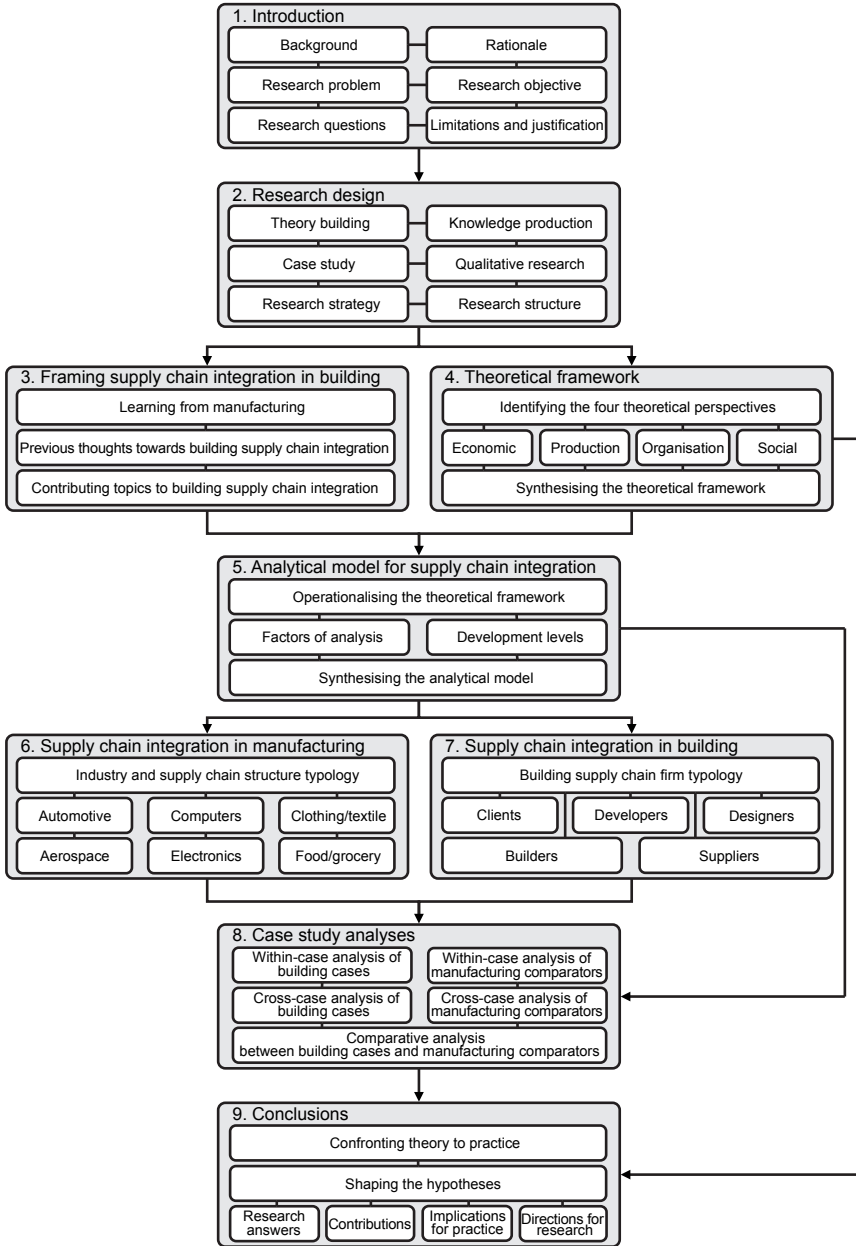 1. Introduction
Background
Rationale
Research problem
Research objective
Research questions
Limitations and justification
2. Research design
Theory building
Knowledge production
Case study
Qualitative research
Research strategy
Research structure
3. Framing supply chain integration in building
Learning from manufacturing
Previous thoughts towards building supply chain integration
Contributing topics to building supply chain integration
4. Theoretical framework
Identifying the four theoretical perspectives
Economic
Production
Organisation
Social
Synthesising the theoretical framework
5. Analytical model for supply chain integration
Operationalising the theoretical framework
Factors of analysis
Development levels
Synthesising the analytical model
6. Supply chain integration in manufacturing
Industry and supply chain structure typology
Automotive
Computers
Clothing/textile
Aerospace
Electronics
Food/grocery
7. Supply chain integration in building
Building supply chain firm typology
Clients
Developers
Designers
Builders
Suppliers
8. Case study analyses
Within-case analysis of
building cases
Within-case analysis of
manufacturing comparators
Cross-case analysis of
building cases
Cross-case analysis of
manufacturing comparators
Comparative analysis
between building cases and manufacturing comparators
9. Conclusions
Confronting theory to practice
Shaping the hypotheses
Research
answers
Contributions
Implications
for practice
Directions for
research